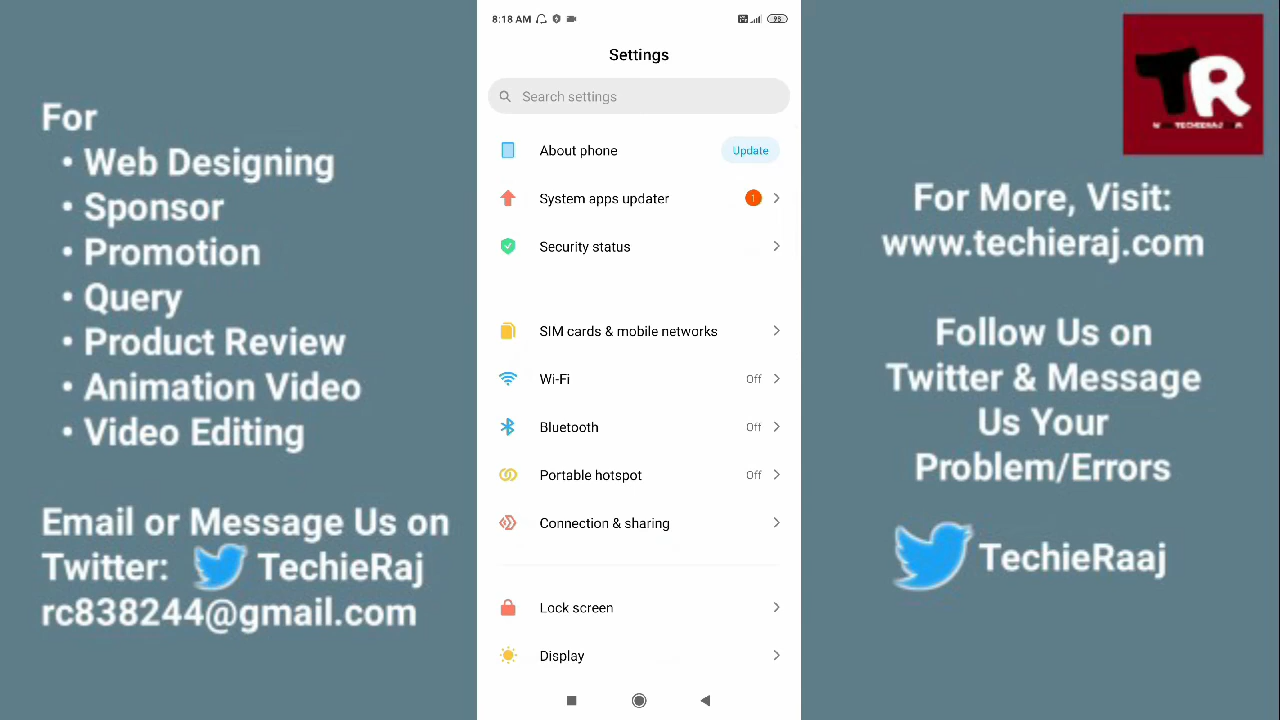 For
• Web Designing
• Sponsor
• Promotion
• Query
• Product Review
• Animation Video
• Video Editing
Email or Message Us on
Twitter: TechieRaj
rc838244@gmail.com
8:18 AM
95
Settings
Search settings
About phone
Update
System apps updater
1
Security status
SIM cards & mobile networks
Wi-Fi
Off
Bluetooth
Off
Portable hotspot
Off
Connection & sharing
Lock screen
Display
TR
For More, Visit:
www.techieraj.com
Follow Us on
Twitter & Message
Us Your
Problem/Errors
TechieRaaj